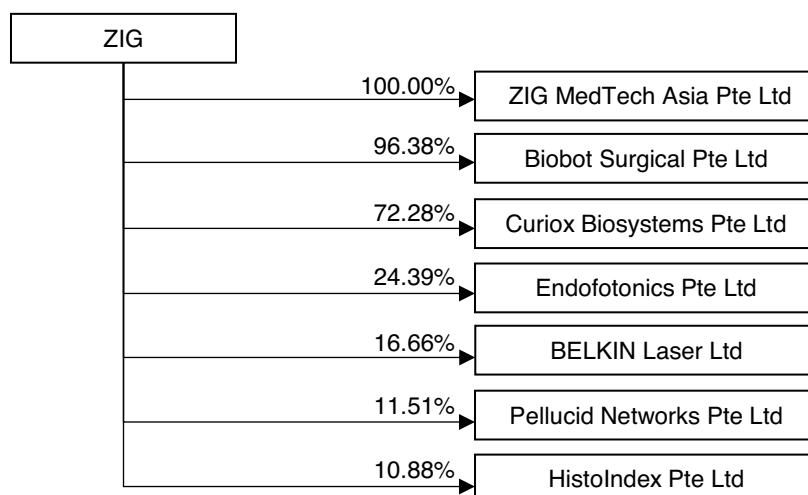 ZIG
100.00%
ZIG MedTech Asia Pte Ltd
96.38%
Biobot Surgical Pte Ltd
72.28%
Curiox Biosystems Pte Ltd
24.39%
Endofotonics Pte Ltd
16.66%
BELKIN Laser Ltd
11.51%
Pellucid Networks Pte Ltd
10.88%
HistoIndex Pte Ltd